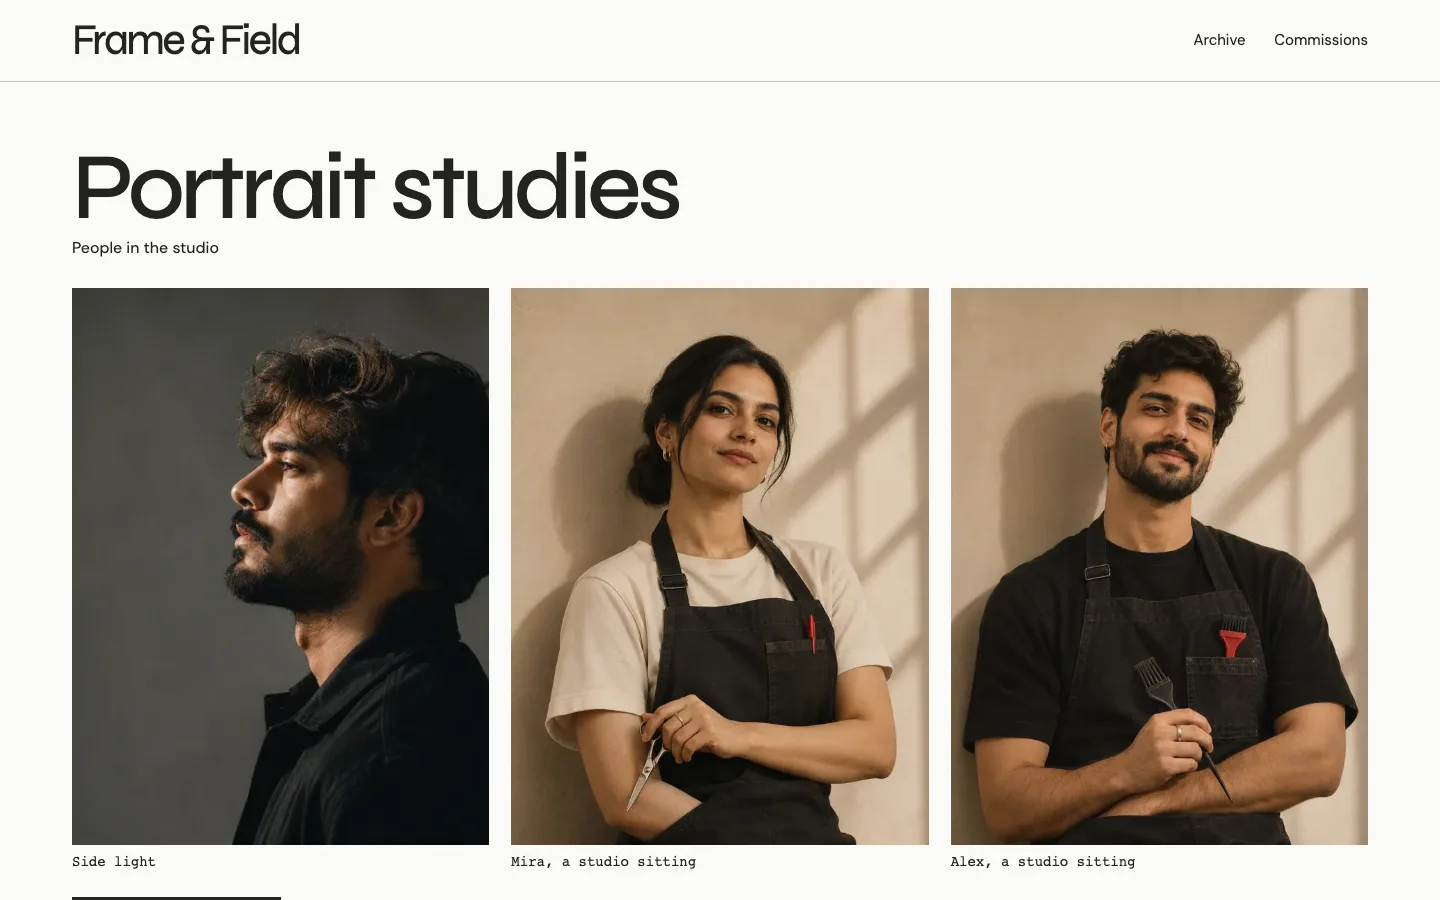 Frame & Field
Archive
Commissions
Portrait studies
People in the studio
Side light
Mira, a studio sitting
Alex, a studio sitting